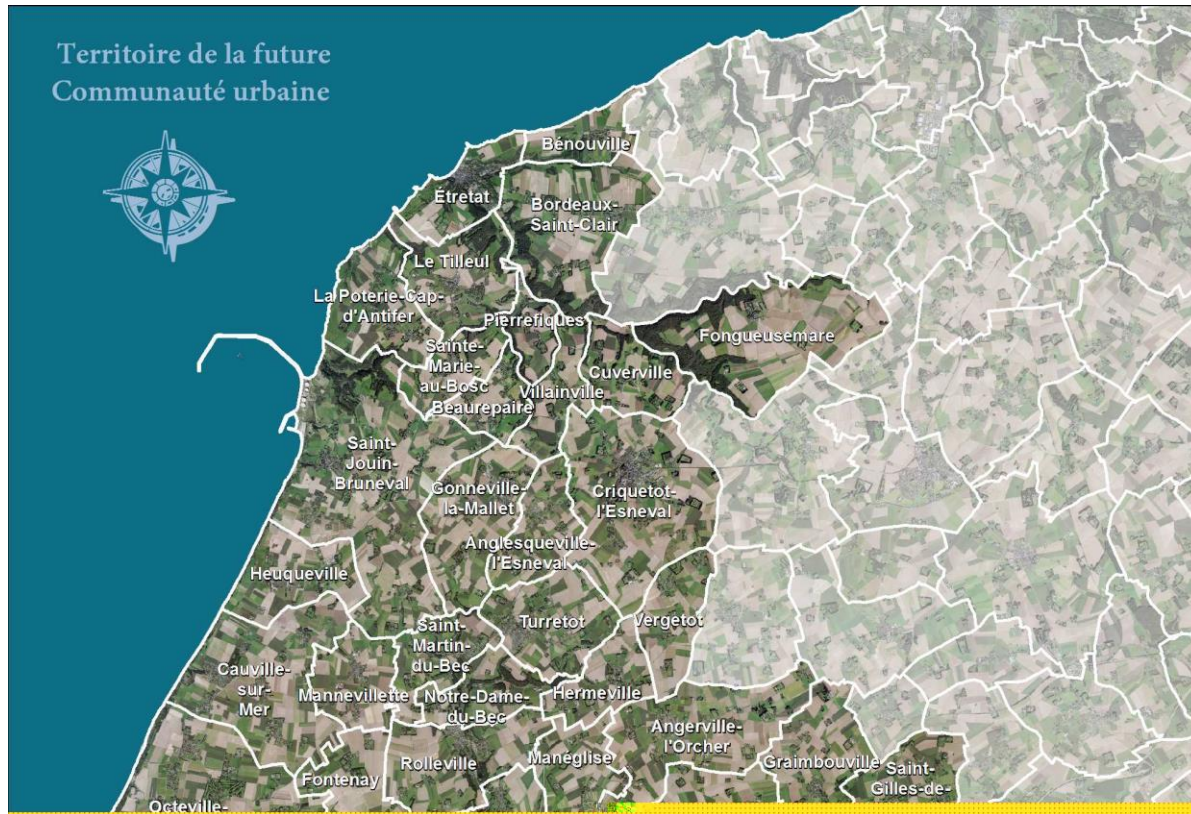 Territoire de la future
Communauté urbaine
Bénouville
Étretat
Bordeaux-
Saint-Clair
Le Tilleul
La Poterie-Cap-
d'Antifer
Pierrefiques
Fongueusemare
Sainte-
Marie-
au-Bosc
Cuverville
Villainville
Beaurepaire
Saint-
Jouin-
Bruneval
Gonneville-
la-Mallet
Criquetot-
l'Esneval
Anglesqueville-
l'Esneval
Heuqueville
Saint-
Martin-
du-Bec
Turretot
Vergetot
Cauville-
sur-
Mer
Mannevillette
Notre-Dame-
du-Bec
Hermeville
Angerville-
l'Orcher
Rolleville
Manéglise
Graimbouville
Saint-
Gilles-de-
Fontenay
Octeville-